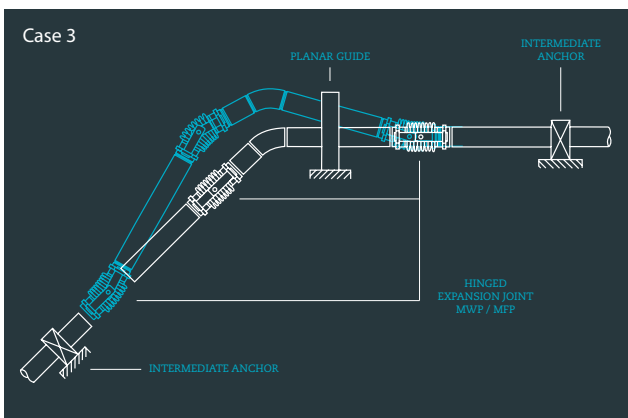 Case 3
PLANAR GUIDE
INTERMEDIATE
ANCHOR
HINGED
EXPANSION JOINT
MWP / MFP
INTERMEDIATE ANCHOR